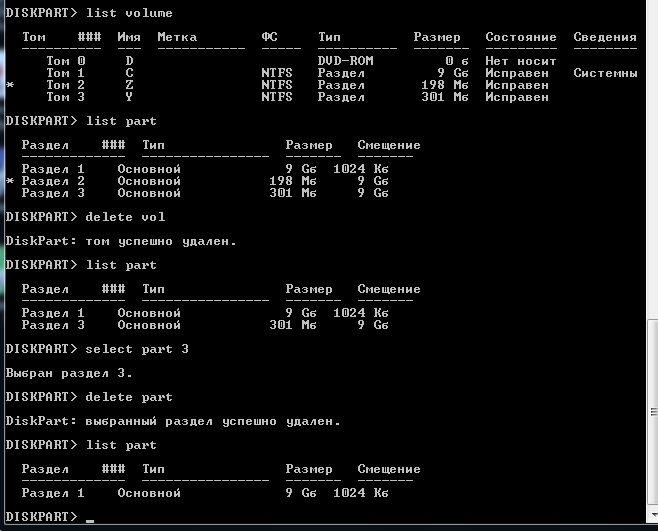 DISKPART> list volume
Том ### Имя Метка ФС Тип Размер Состояние Сведения
Том 0 D DVD-ROM 0 б Нет носит
Том 1 C NTFS Раздел 9 Gб Исправен Системны
* Том 2 Z NTFS Раздел 198 Mб Исправен
Том 3 Y NTFS Раздел 301 Mб Исправен
DISKPART> list part
Раздел ### Тип Размер Смещение
Раздел 1 Основной 9 Gб 1024 Kб
* Раздел 2 Основной 198 Mб 9 Gб
Раздел 3 Основной 301 Mб 9 Gб
DISKPART> delete vol
DiskPart: том успешно удален.
DISKPART> list part
Раздел ### Тип Размер Смещение
Раздел 1 Основной 9 Gб 1024 Kб
Раздел 3 Основной 301 Mб 9 Gб
DISKPART> select part 3
Выбран раздел 3.
DISKPART> delete part
DiskPart: выбранный раздел успешно удален.
DISKPART> list part
Раздел ### Тип Размер Смещение
Раздел 1 Основной 9 Gб 1024 Kб
DISKPART> _